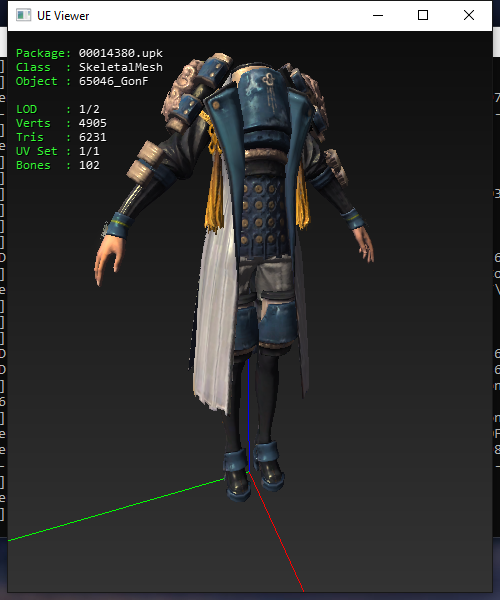 UE Viewer
Package: 00014380.upk
Class : SkeletalMesh
Object : 65046_GonF
LOD : 1/2
Verts : 4905
Tris : 6231
UV Set : 1/1
Bones : 102